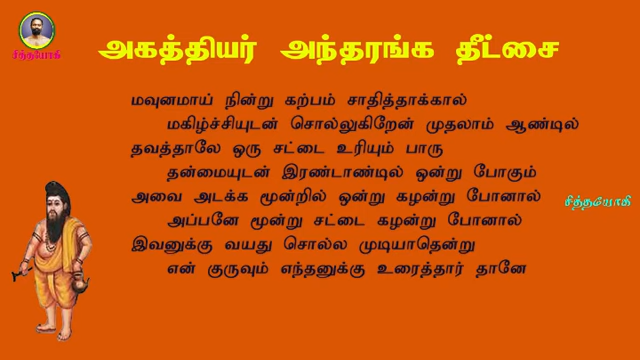 சித்தயோகி
அகத்தியர் அந்தரங்க தீட்சை
மவுனமாய் நின்று கற்பம் சாதித்தாக்கால்
மகிழ்ச்சியுடன் சொல்லுகிறேன் முதலாம் ஆண்டில்
தவத்தாலே ஒரு சட்டை உரியும் பாரு
தன்மையுடன் இரண்டாண்டில் ஒன்று போகும்
அவை அடக்க மூன்றில் ஒன்று கழன்று போனால்
அப்பனே மூன்று சட்டை கழன்று போனால்
இவனுக்கு வயது சொல்ல முடியாதென்று
என் குருவும் எந்தனுக்கு உரைத்தார் தானே
சித்தயோகி